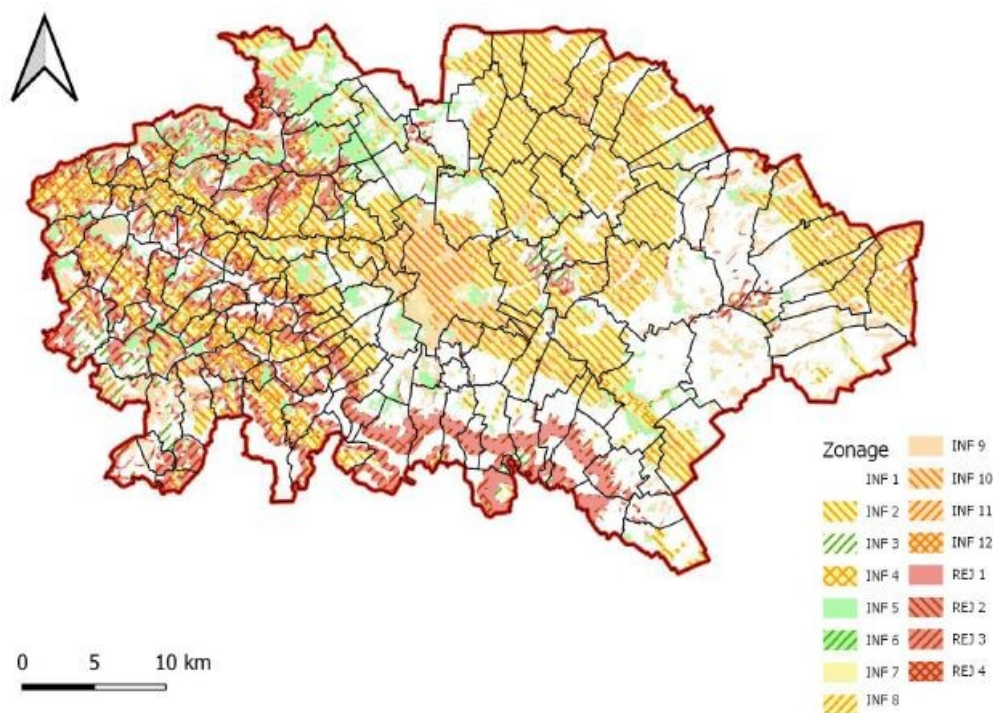 Zonage
INF 1
INF 2
INF 3
INF 4
INF 5
INF 6
INF 7
INF 8
INF 9
INF 10
INF 11
INF 12
REJ 1
REJ 2
REJ 3
REJ 4
0 5 10 km